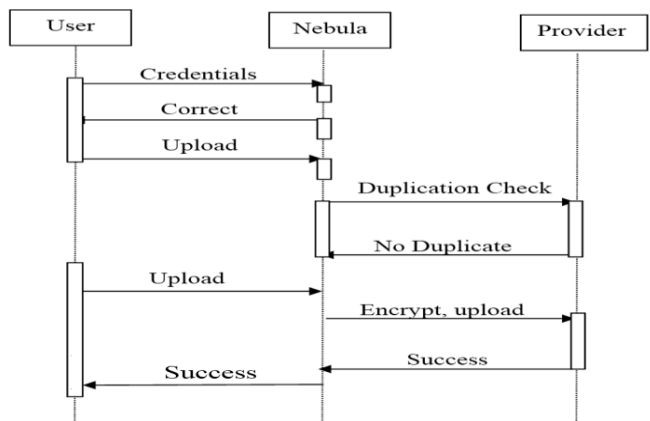 User
Nebula
Provider
Credentials
Correct
Upload
Duplication Check
No Duplicate
Upload
Encrypt, upload
Success
Success